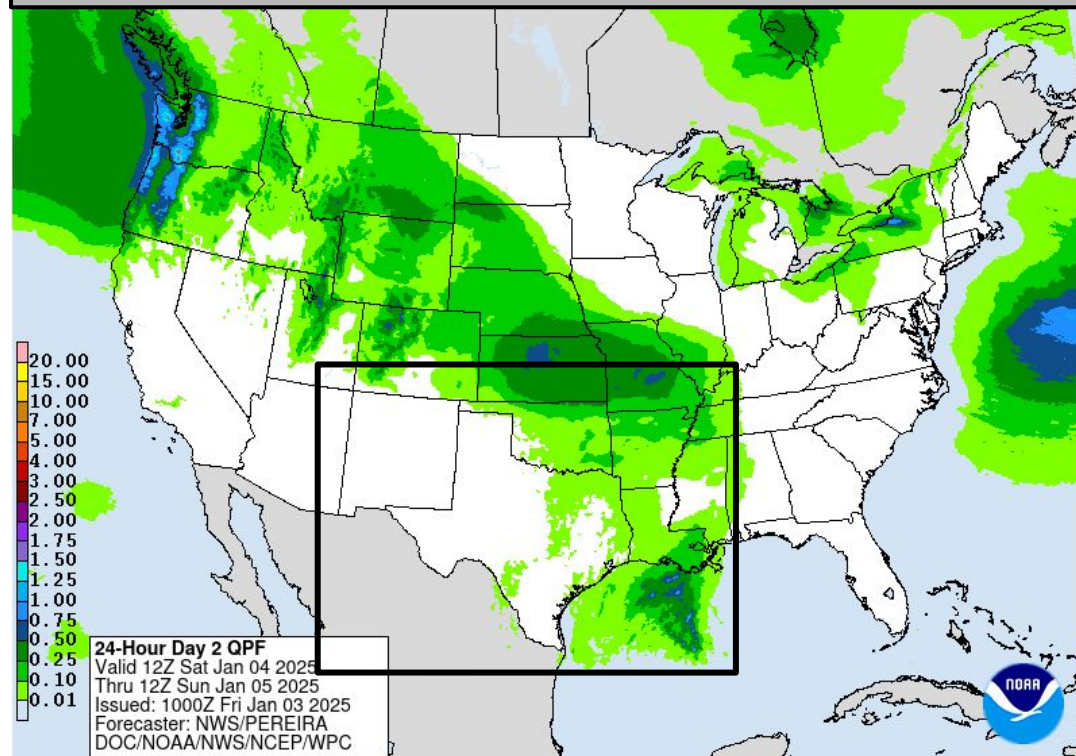 20.00
15.00
10.00
7.00
5.00
4.00
3.00
2.50
2.00
1.75
1.50
1.25
1.00
0.75
0.50
0.25
0.10
0.01
24-Hour Day 2 QPF
Valid 12Z Sat Jan 04 2025
Thru 12Z Sun Jan 05 2025
Issued: 1000Z Fri Jan 03 2025
Forecaster: NWS/PEREIRA
DOC/NOAA/NWS/NCEP/WPC
NOAA